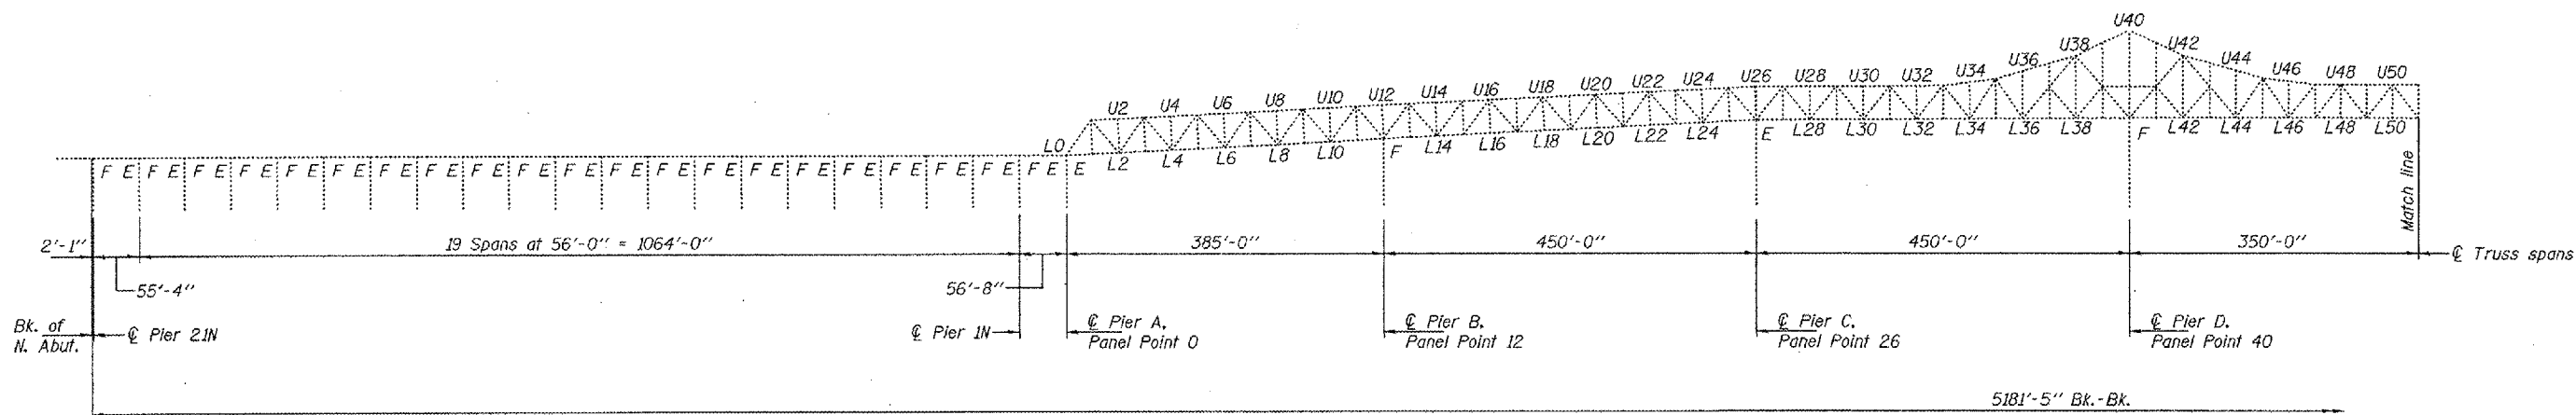 U40
U38 U42
U36 U44
U34 U46
U2 U4 U6 U8 U10 U12 U14 U16 U18 U20 U22 U24 U26 U28 U30 U32 U48 U50
L0 L2 L4 L6 L8 L10 F L14 L16 L18 L20 L22 L24 E L28 L30 L32 L34 L36 L38 F L42 L44 L46 L48 L50
F E F E F E F E F E F E F E F E F E F E F E F E F E F E F E F E F E F E F E F E F E E
Match line
2'-1" 19 Spans at 56'-0" = 1064'-0" 385'-0" 450'-0" 450'-0" 350'-0"
℄ Truss spans
55'-4" 56'-8"
Bk. of
N. Abut.
℄ Pier 21N
℄ Pier 1N
℄ Pier A,
Panel Point 0
℄ Pier B.
Panel Point 12
℄ Pier C.
Panel Point 26
℄ Pier D.
Panel Point 40
5181'-5" Bk.-Bk.